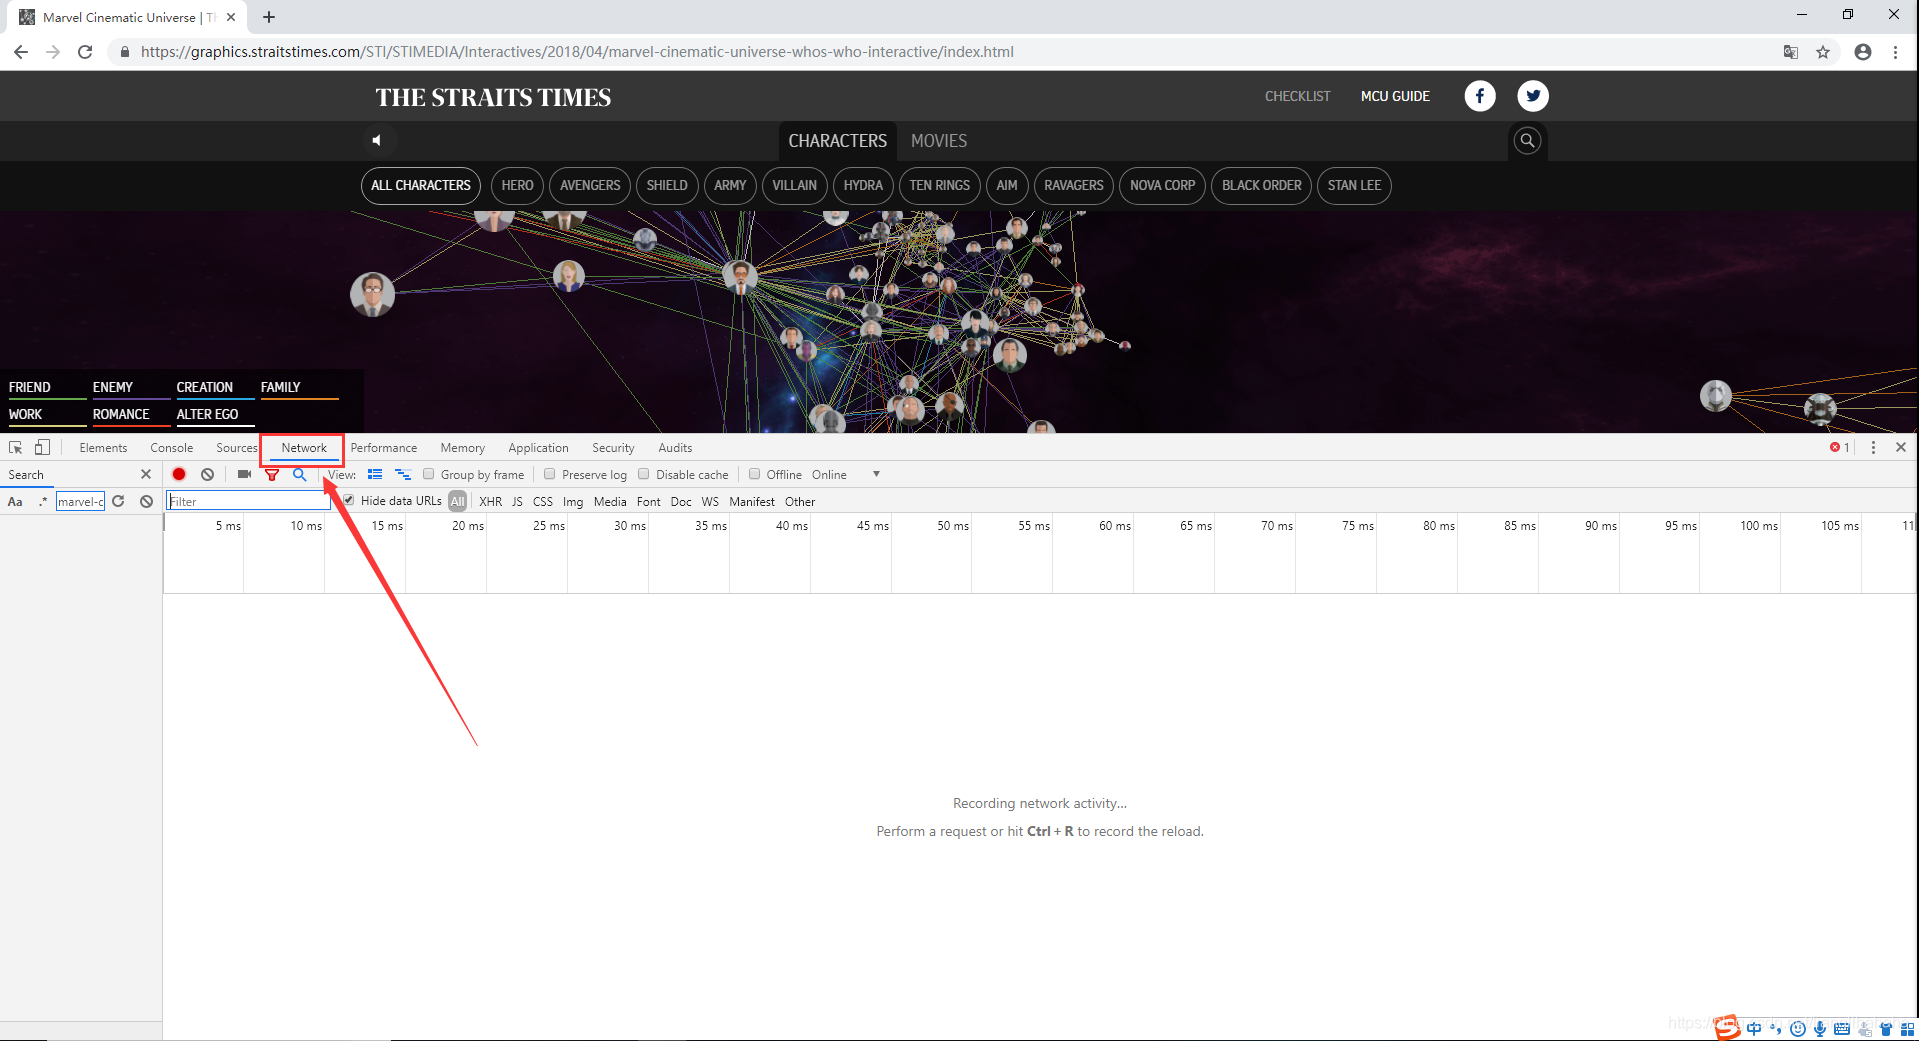 Marvel Cinematic Universe | Th
https://graphics.straitstimes.com/STI/STIMEDIA/Interactives/2018/04/marvel-cinematic-universe-whos-who-interactive/index.html
THE STRAITS TIMES CHECKLIST MCU GUIDE
CHARACTERS MOVIES
ALL CHARACTERS HERO AVENGERS SHIELD ARMY VILLAIN HYDRA TEN RINGS AIM RAVAGERS NOVA CORP BLACK ORDER STAN LEE
FRIEND ENEMY CREATION FAMILY
WORK ROMANCE ALTER EGO
Elements Console Sources Network Performance Memory Application Security Audits 1
Search View: Group by frame Preserve log Disable cache Offline Online
Aa .* marvel-c Filter Hide data URLs All XHR JS CSS Img Media Font Doc WS Manifest Other
5 ms 10 ms 15 ms 20 ms 25 ms 30 ms 35 ms 40 ms 45 ms 50 ms 55 ms 60 ms 65 ms 70 ms 75 ms 80 ms 85 ms 90 ms 95 ms 100 ms 105 ms 11
Recording network activity...
Perform a request or hit Ctrl + R to record the reload.
中